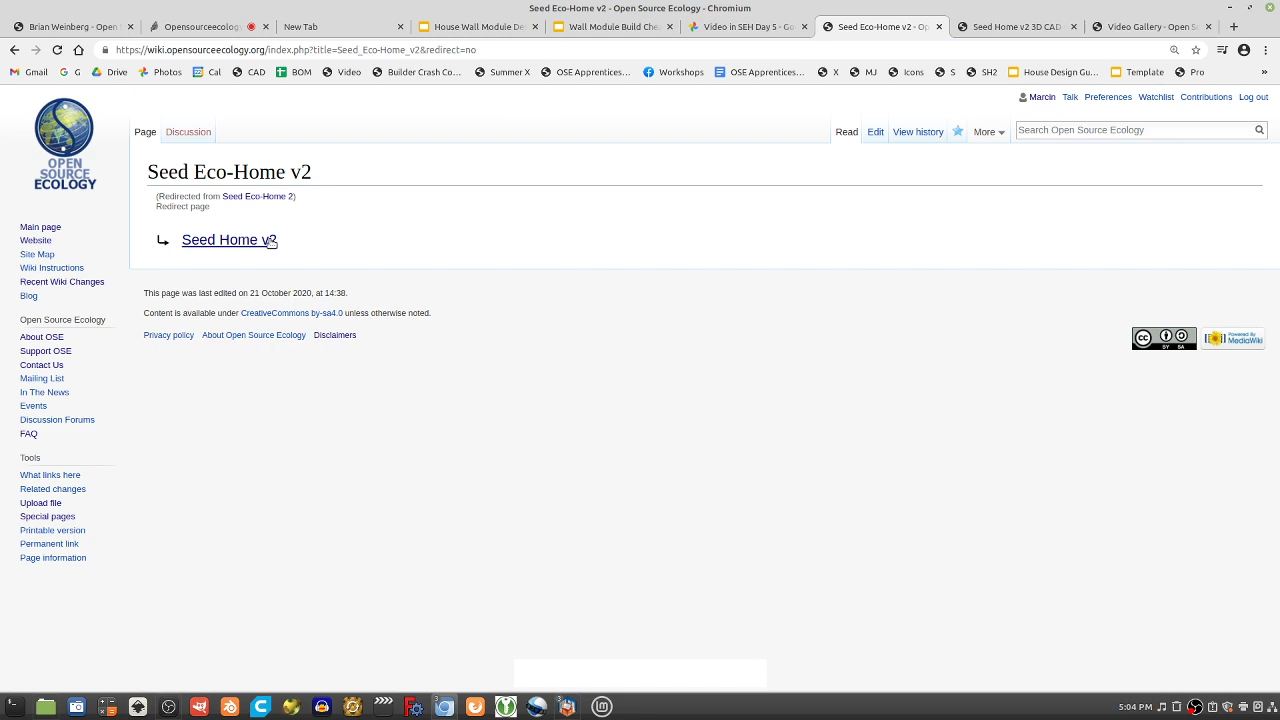 Seed Eco-Home v2 - Open Source Ecology - Chromium
Brian Weinberg - Open
Opensourceecology
New Tab
House Wall Module De
Wall Module Build Che
Video in SEH Day 5 - Go
Seed Eco-Home v2 - Op
Seed Home v2 3D CAD
Video Gallery - Open S
https://wiki.opensourceecology.org/index.php?title=Seed_Eco-Home_v2&redirect=no
Gmail
G
Drive
Photos
Cal
CAD
BOM
Video
Builder Crash Co...
Summer X
OSE Apprentices...
Workshops
OSE Apprentices...
X
MJ
Icons
S
SH2
House Design Gu...
Template
Pro
»
Marcin Talk Preferences Watchlist Contributions Log out
Page Discussion
Read Edit View history More
Search Open Source Ecology
OPEN
SOURCE
ECOLOGY
Seed Eco-Home v2
(Redirected from Seed Eco-Home 2)
Redirect page
Seed Home v2
Main page
Website
Site Map
Wiki Instructions
Recent Wiki Changes
Blog
Open Source Ecology
About OSE
Support OSE
Contact Us
Mailing List
In The News
Events
Discussion Forums
FAQ
Tools
What links here
Related changes
Upload file
Special pages
Printable version
Permanent link
Page information
This page was last edited on 21 October 2020, at 14:38.
Content is available under CreativeCommons by-sa4.0 unless otherwise noted.
Privacy policy About Open Source Ecology Disclaimers
cc BY SA
Powered By
MediaWiki
5:04 PM